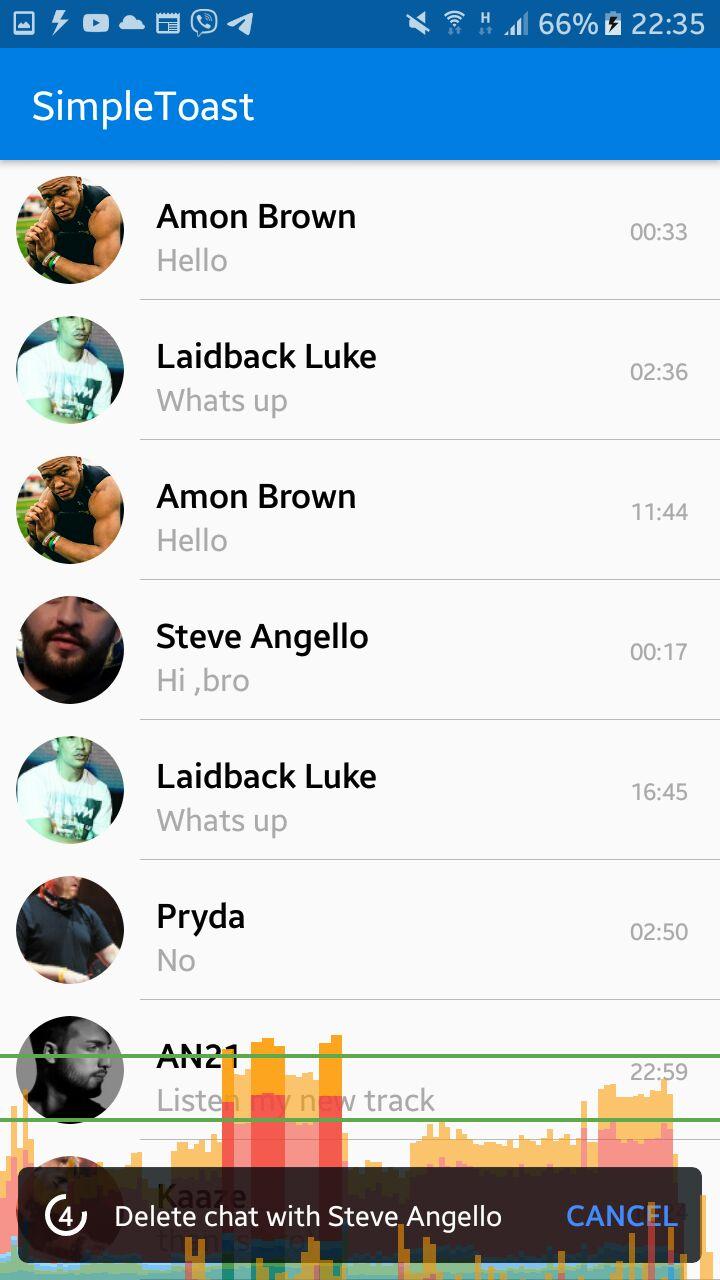 H 66% 22:35
SimpleToast
Amon Brown
Hello
00:33
Laidback Luke
Whats up
02:36
Amon Brown
Hello
11:44
Steve Angello
Hi ,bro
00:17
Laidback Luke
Whats up
16:45
Pryda
No
02:50
AN21
Listen my new track
22:59
Kaaze
4 Delete chat with Steve Angello CANCEL